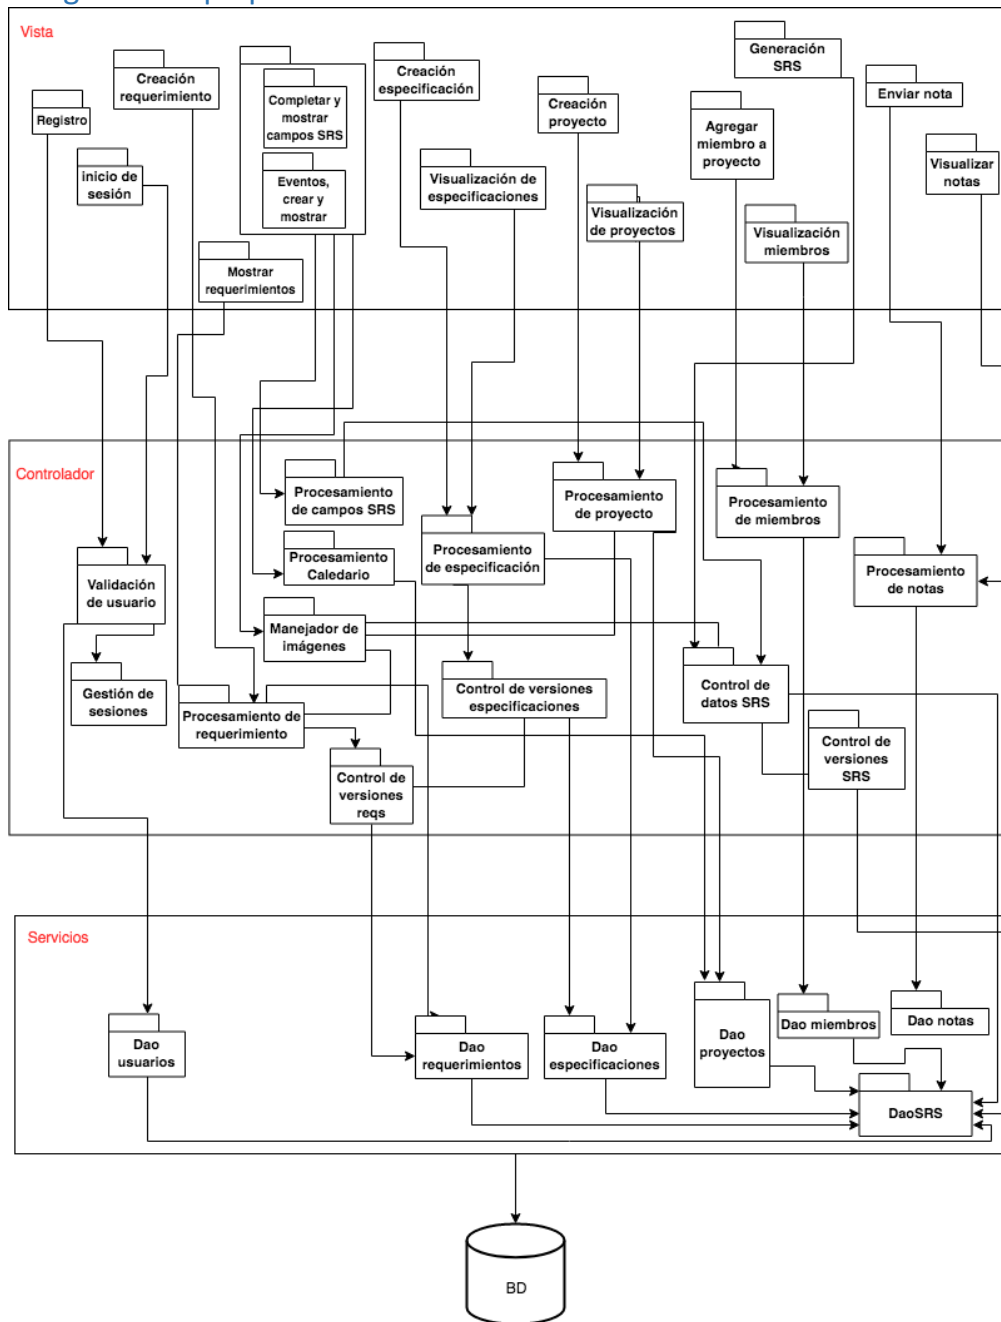 Vista
Generación
SRS
Creación
requerimiento
Creación
especificación
Completar y
mostrar
campos SRS
Enviar nota
Registro
Creación
proyecto
Agregar
miembro a
proyecto
inicio de
sesión
Eventos,
crear y
mostrar
Visualización de
especificaciones
Visualizar
notas
Visualización
de proyectos
Visualización
miembros
Mostrar
requerimientos
Controlador
Procesamiento
de campos SRS
Procesamiento
de proyecto
Procesamiento
de miembros
Procesamiento
Caledario
Procesamiento
de especificación
Procesamiento
de notas
Validación
de usuario
Manejador de
imágenes
Gestión de
sesiones
Control de versiones
especificaciones
Control de
datos SRS
Procesamiento de
requerimiento
Control de
versiones
SRS
Control de
versiones
reqs
Servicios
Dao
usuarios
Dao
requerimientos
Dao
especificaciones
Dao
proyectos
Dao miembros
Dao notas
DaoSRS
BD